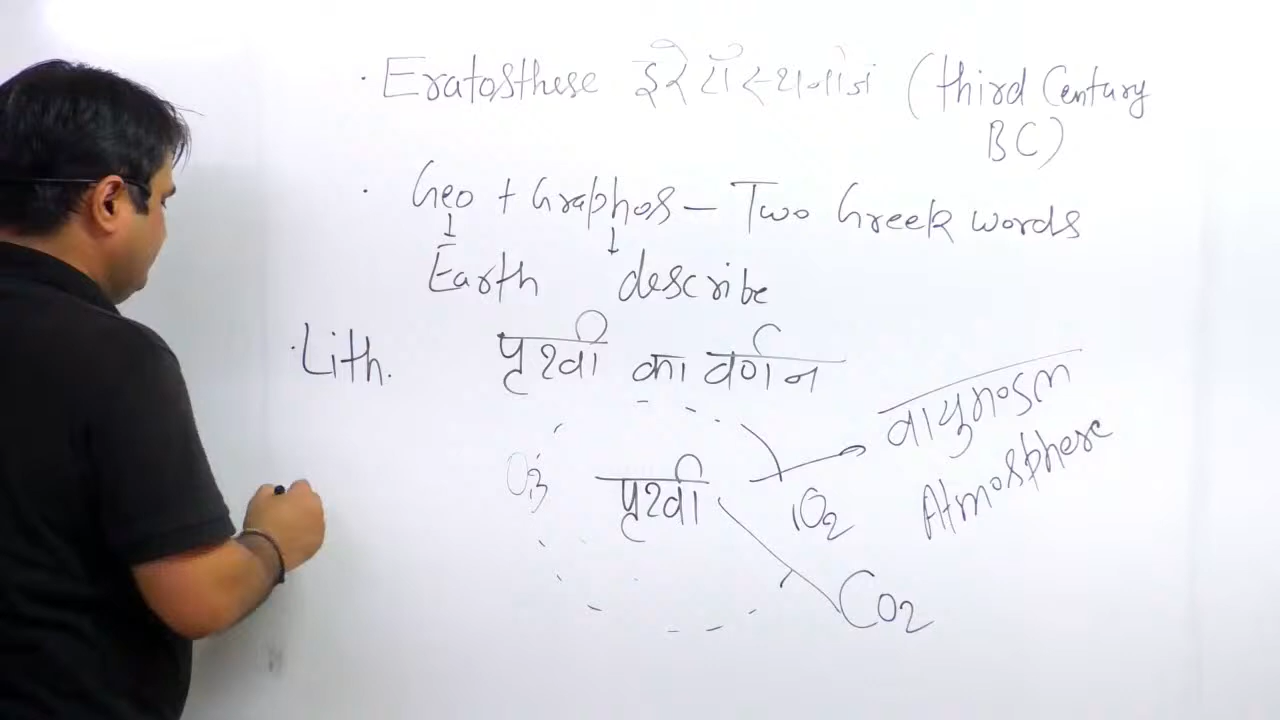 · Eratosthese इरेटॉस्थनीज (third Century
BC)
· Geo + Graphos – Two Greek words
↓ ↓
Earth describe
·Lith. पृथ्वी का वर्णन
वायुमण्डल
Atmosphere
O3 पृथ्वी O2
CO2